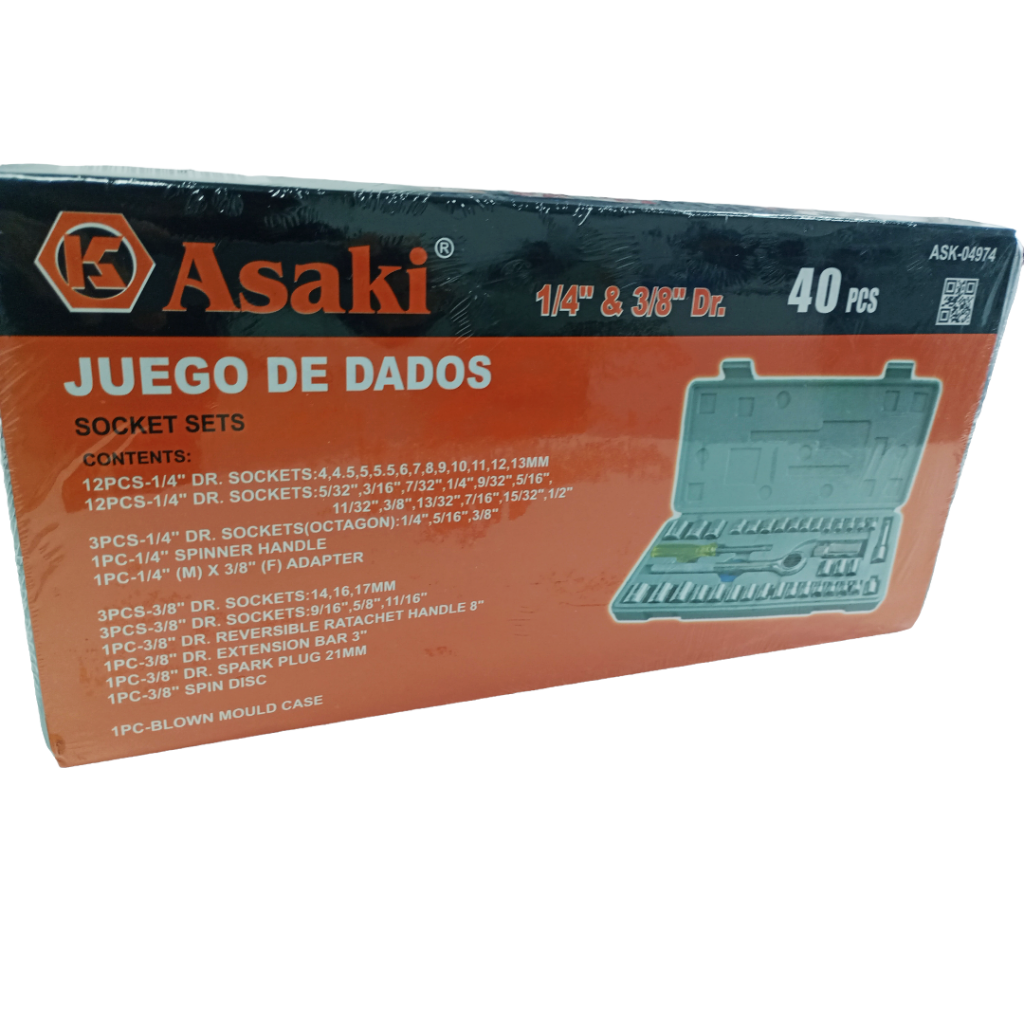 Asaki®
1/4" & 3/8" Dr.
40 PCS
ASK-04974
JUEGO DE DADOS
SOCKET SETS
CONTENTS:
12PCS-1/4" DR. SOCKETS:4,4.5,5,5.5,6,7,8,9,10,11,12,13MM
12PCS-1/4" DR. SOCKETS:5/32",3/16",7/32",1/4",9/32",5/16",
11/32",3/8",13/32",7/16",15/32",1/2"
3PCS-1/4" DR. SOCKETS(OCTAGON):1/4",5/16",3/8"
1PC-1/4" SPINNER HANDLE
1PC-1/4" (M) X 3/8" (F) ADAPTER
3PCS-3/8" DR. SOCKETS:14,16,17MM
3PCS-3/8" DR. SOCKETS:9/16",5/8",11/16"
1PC-3/8" DR. REVERSIBLE RATACHET HANDLE 8"
1PC-3/8" DR. EXTENSION BAR 3"
1PC-3/8" DR. SPARK PLUG 21MM
1PC-3/8" SPIN DISC
1PC-BLOWN MOULD CASE